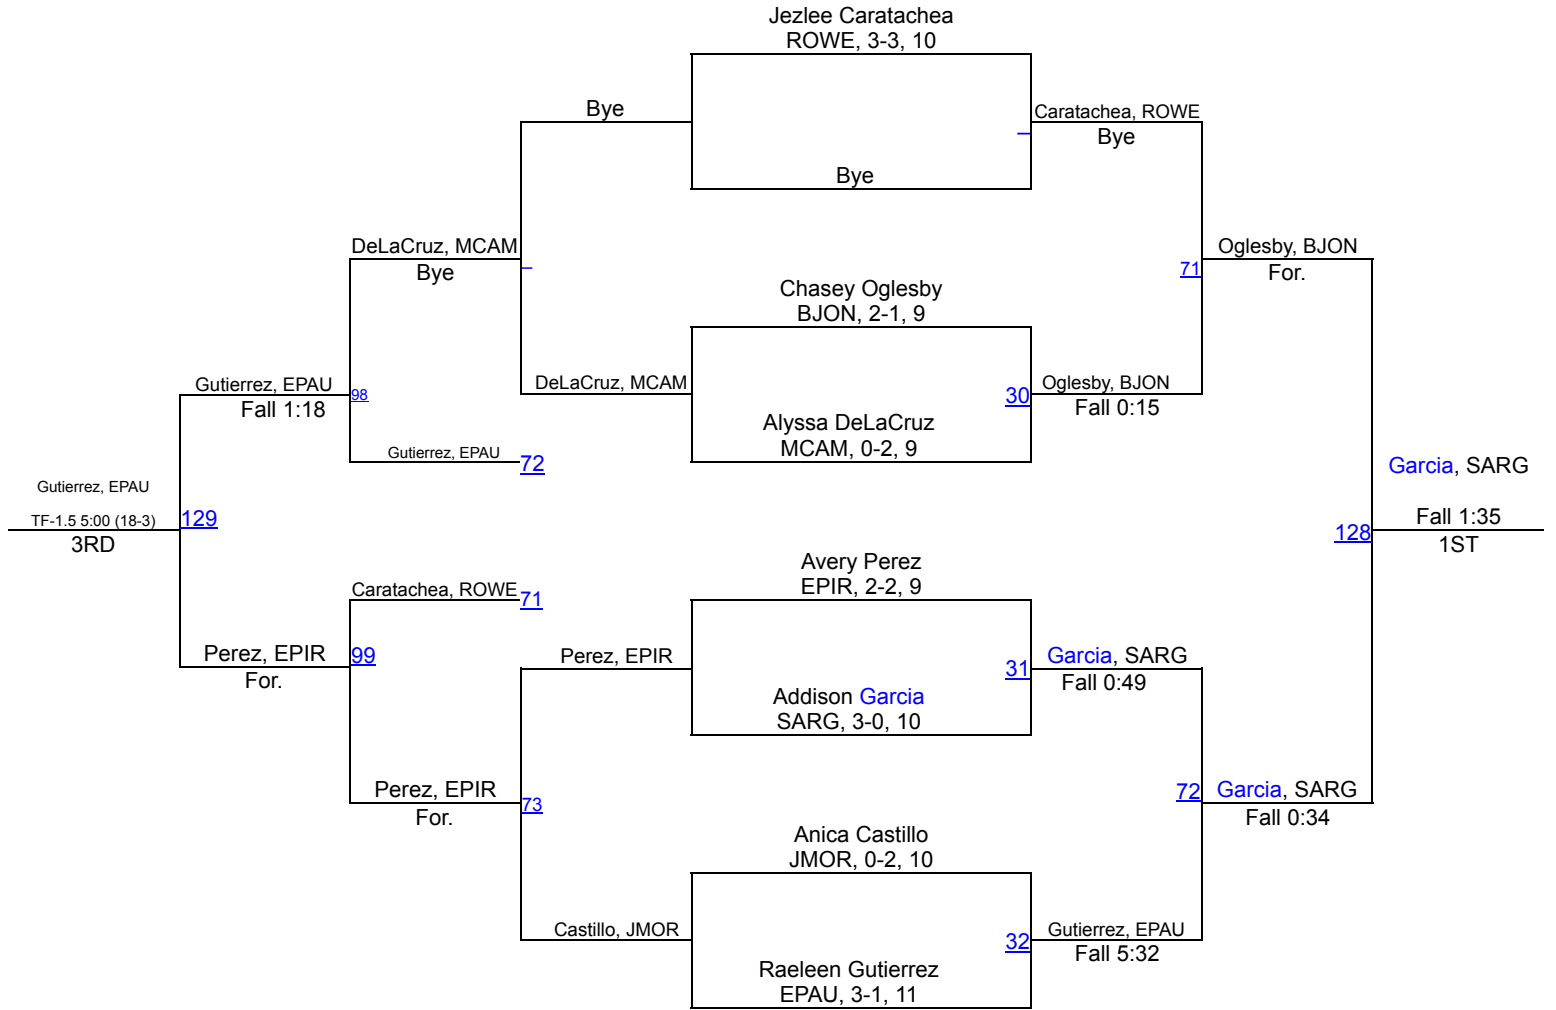 Jezlee Caratachea
ROWE, 3-3, 10
Bye
Caratachea, ROWE
Bye
Bye
DeLaCruz, MCAM
Bye
Oglesby, BJON
71
For.
Chasey Oglesby
BJON, 2-1, 9
Gutierrez, EPAU
98
Fall 1:18
DeLaCruz, MCAM
30
Oglesby, BJON
Fall 0:15
Alyssa DeLaCruz
MCAM, 0-2, 9
Gutierrez, EPAU
72
Garcia, SARG
Gutierrez, EPAU
TF-1.5 5:00 (18-3)
129
3RD
Fall 1:35
128
1ST
Avery Perez
EPIR, 2-2, 9
Caratachea, ROWE
71
Perez, EPIR
99
For.
Perez, EPIR
31
Garcia, SARG
Fall 0:49
Addison Garcia
SARG, 3-0, 10
Perez, EPIR
73
For.
72
Garcia, SARG
Fall 0:34
Anica Castillo
JMOR, 0-2, 10
Castillo, JMOR
32
Gutierrez, EPAU
Fall 5:32
Raeleen Gutierrez
EPAU, 3-1, 11